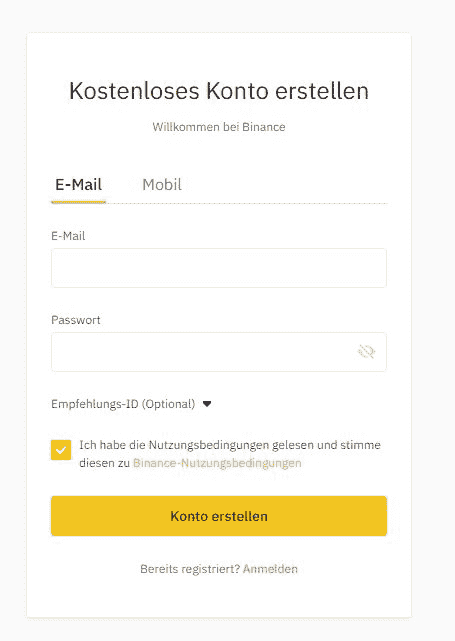 Kostenloses Konto erstellen
Willkommen bei Binance
E-Mail Mobil
E-Mail
Passwort
Empfehlungs-ID (Optional)
Ich habe die Nutzungsbedingungen gelesen und stimme
diesen zu Binance-Nutzungsbedingungen
Konto erstellen
Bereits registriert? Anmelden